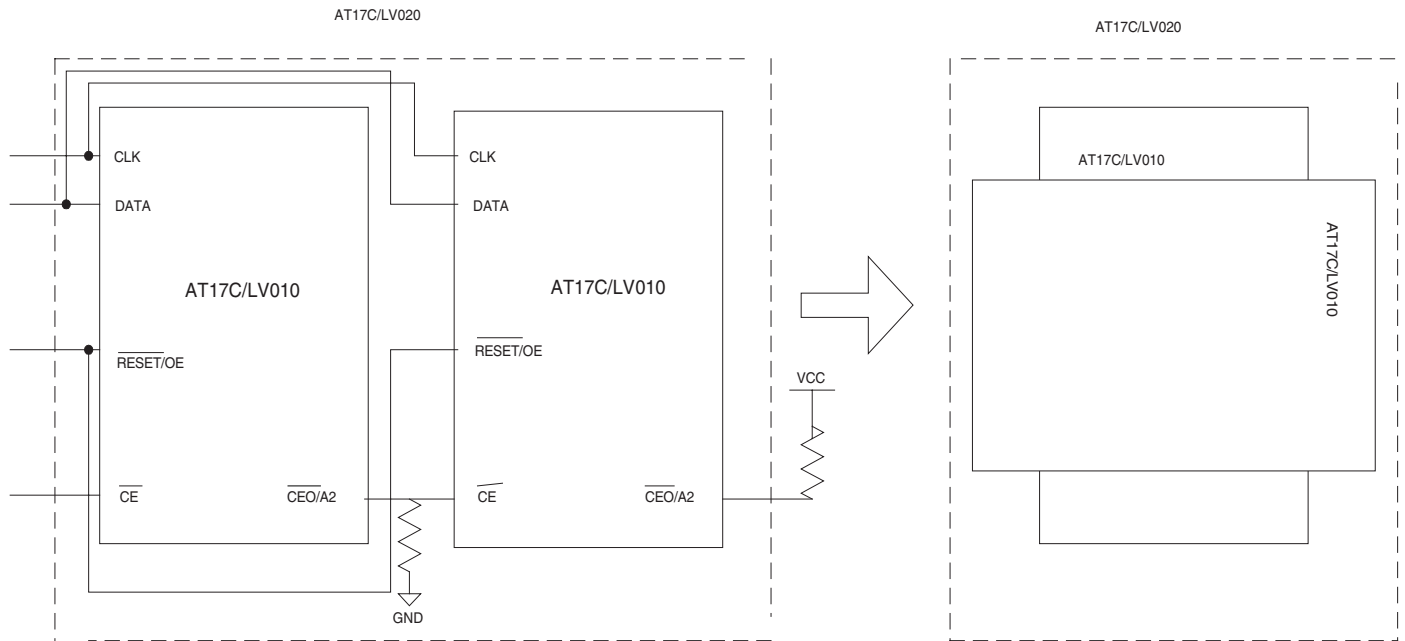 AT17C/LV020
AT17C/LV020
CLK
CLK
AT17C/LV010
DATA
DATA
AT17C/LV010
AT17C/LV010
AT17C/LV010
RESET/OE
RESET/OE
VCC
CE
CEO/A2
CE
CEO/A2
GND